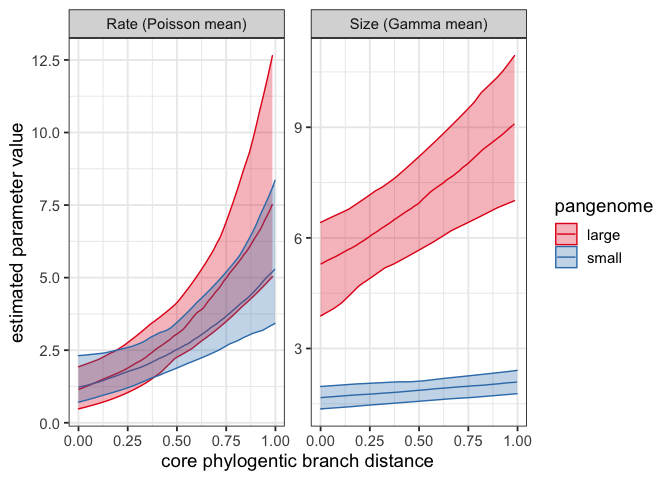 Rate (Poisson mean)
Size (Gamma mean)
estimated parameter value
12.5
10.0
7.5
5.0
2.5
0.0
9
6
3
0.00 0.25 0.50 0.75 1.00
0.00 0.25 0.50 0.75 1.00
core phylogentic branch distance
pangenome
large
small